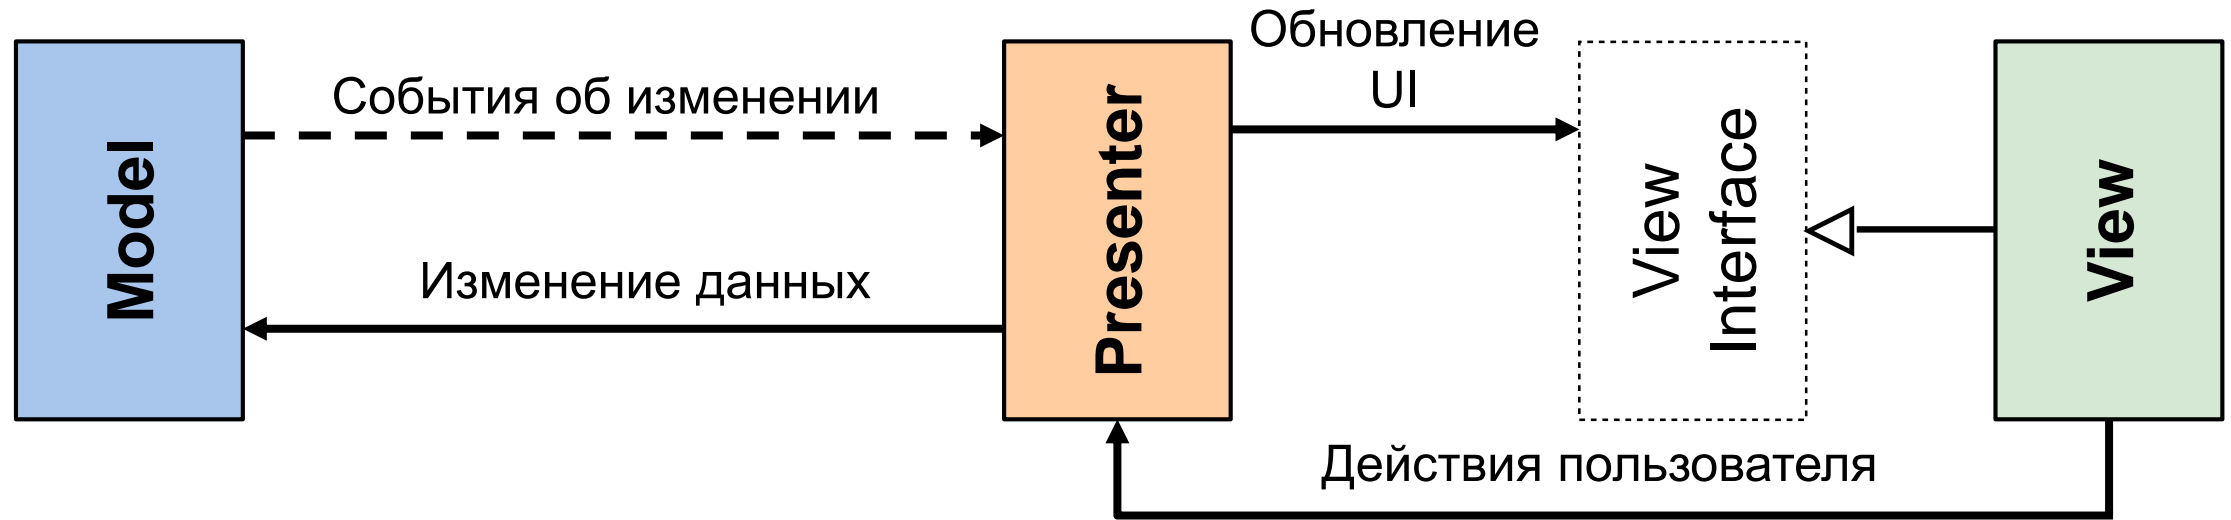 Model
События об изменении
Изменение данных
Presenter
Обновление
UI
View
Interface
View
Действия пользователя